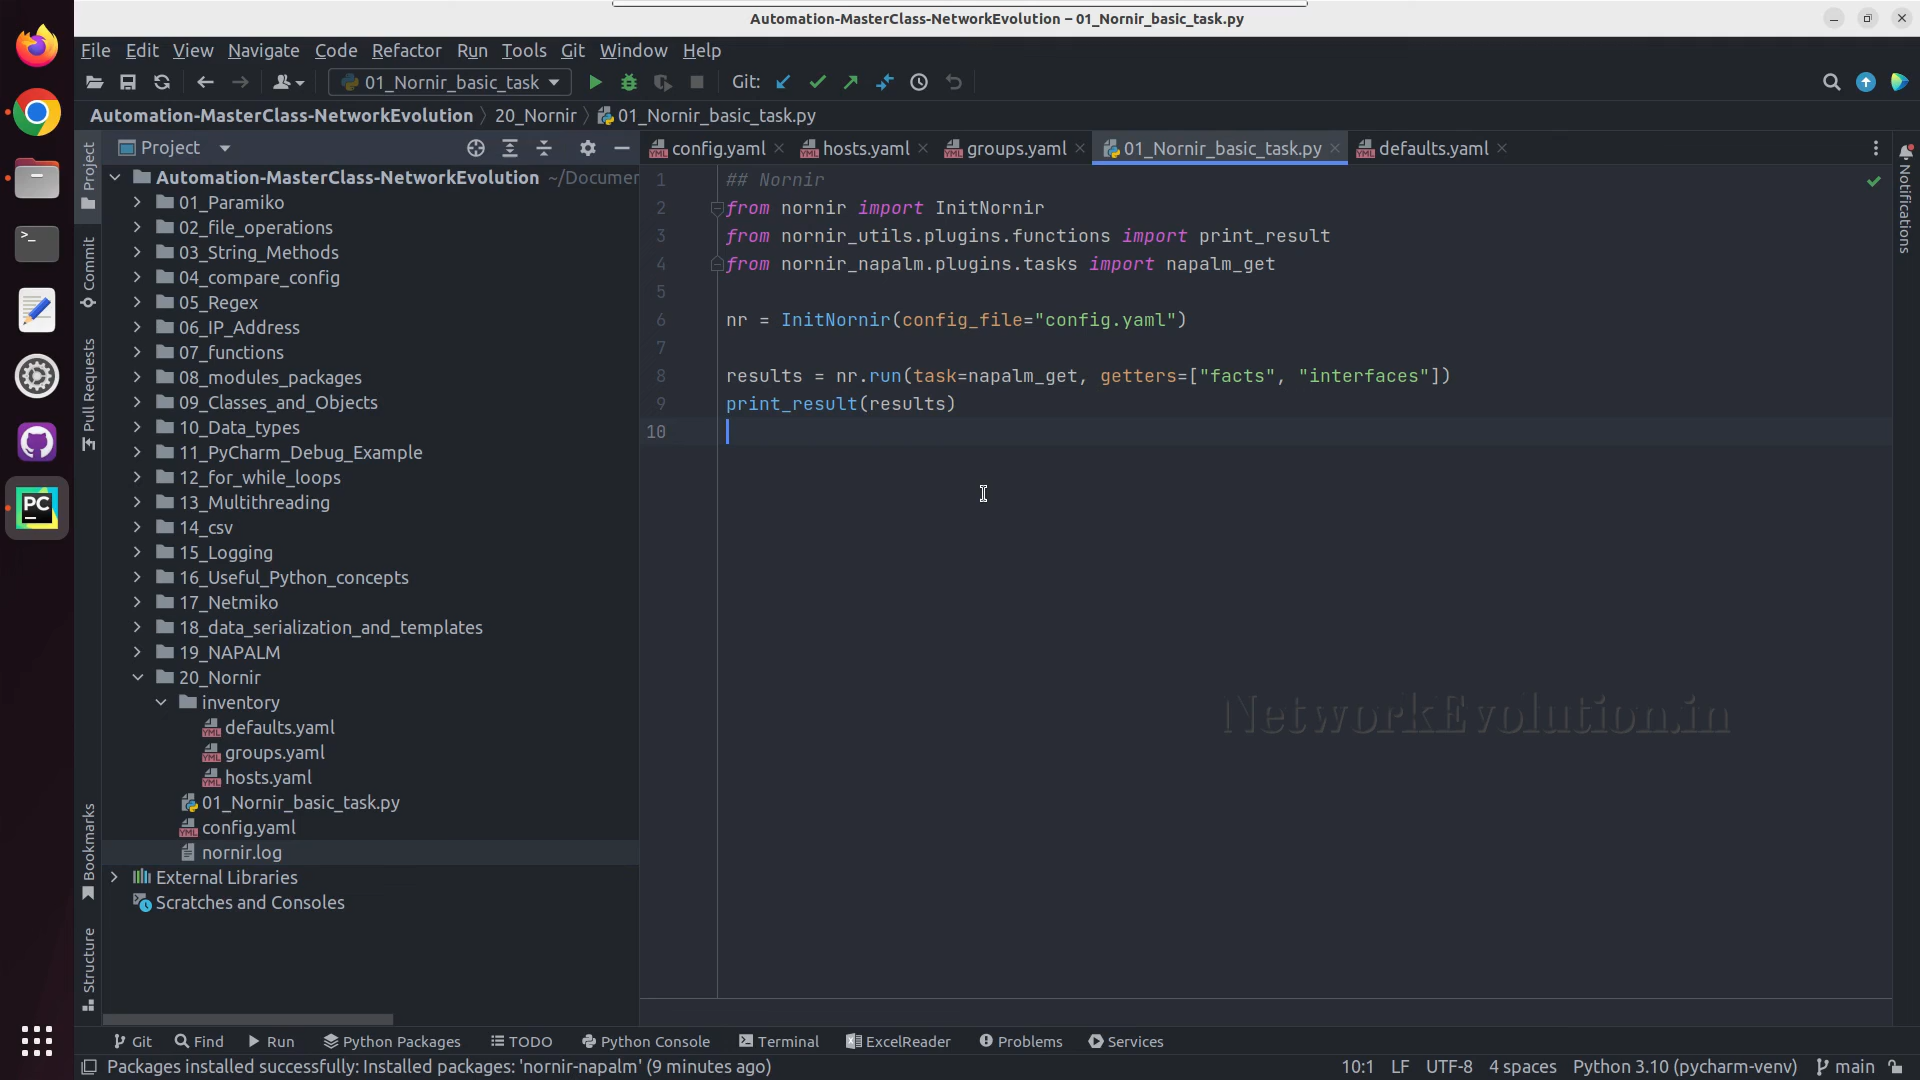 Automation-MasterClass-NetworkEvolution – 01_Nornir_basic_task.py
File Edit View Navigate Code Refactor Run Tools Git Window Help
01_Nornir_basic_task Git:
Automation-MasterClass-NetworkEvolution 20_Nornir 01_Nornir_basic_task.py
Project
config.yaml hosts.yaml groups.yaml 01_Nornir_basic_task.py defaults.yaml
Project
Commit
Pull Requests
Bookmarks
Structure
Notifications
Automation-MasterClass-NetworkEvolution ~/Documer
01_Paramiko
02_file_operations
03_String_Methods
04_compare_config
05_Regex
06_IP_Address
07_functions
08_modules_packages
09_Classes_and_Objects
10_Data_types
11_PyCharm_Debug_Example
12_for_while_loops
13_Multithreading
14_csv
15_Logging
16_Useful_Python_concepts
17_Netmiko
18_data_serialization_and_templates
19_NAPALM
20_Nornir
inventory
defaults.yaml
groups.yaml
hosts.yaml
01_Nornir_basic_task.py
config.yaml
nornir.log
External Libraries
Scratches and Consoles
1 ## Nornir
2 from nornir import InitNornir
3 from nornir_utils.plugins.functions import print_result
4 from nornir_napalm.plugins.tasks import napalm_get
5
6 nr = InitNornir(config_file="config.yaml")
7
8 results = nr.run(task=napalm_get, getters=["facts", "interfaces"])
9 print_result(results)
10
NetworkEvolution.in
Git Find Run Python Packages TODO Python Console Terminal ExcelReader Problems Services
Packages installed successfully: Installed packages: 'nornir-napalm' (9 minutes ago) 10:1 LF UTF-8 4 spaces Python 3.10 (pycharm-venv) main
PC